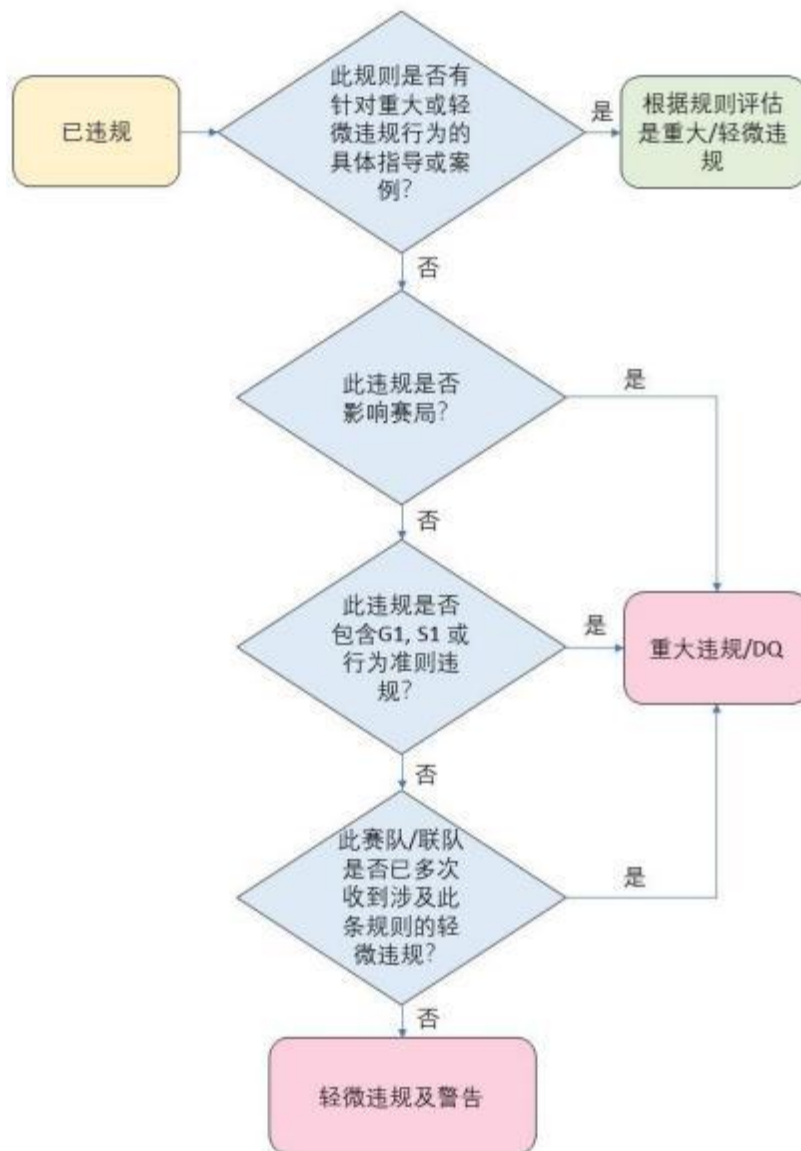 已违规
此规则是否有
针对重大或轻
微违规行为的
具体指导或案
例？
是
根据规则评估
是重大/轻微违
规
否
此违规是否
影响赛局？
是
否
此违规是否
包含G1, S1 或
行为准则违
规？
是
重大违规/DQ
否
此赛队/联队
是否已多次
收到涉及此
条规则的轻
微违规？
是
否
轻微违规及警告